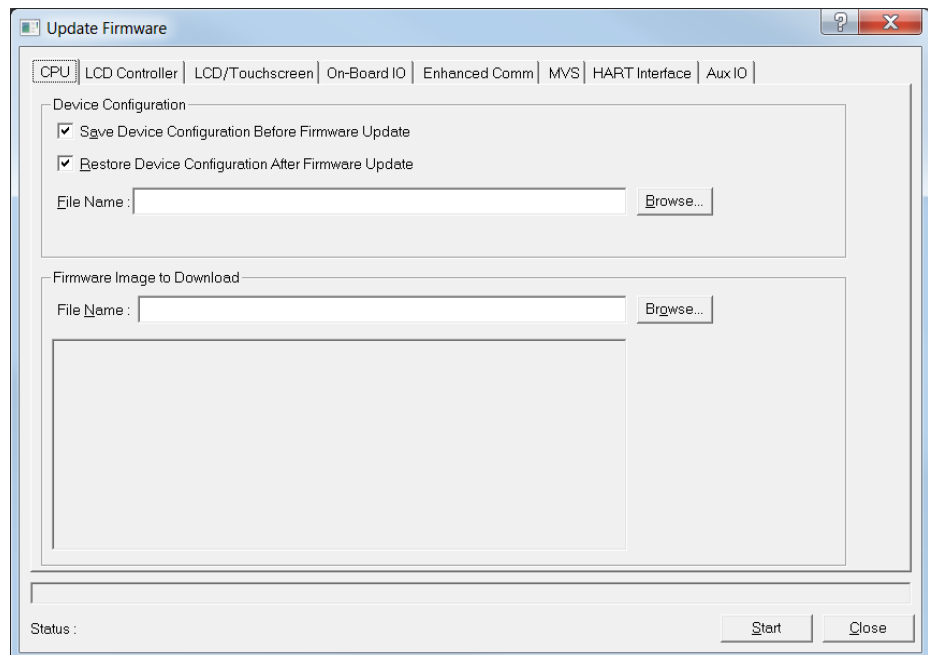 Update Firmware
CPU LCD Controller LCD/Touchscreen On-Board IO Enhanced Comm MVS HART Interface Aux IO
Device Configuration
Save Device Configuration Before Firmware Update
Restore Device Configuration After Firmware Update
File Name : Browse...
Firmware Image to Download
File Name : Browse...
Status : Start Close